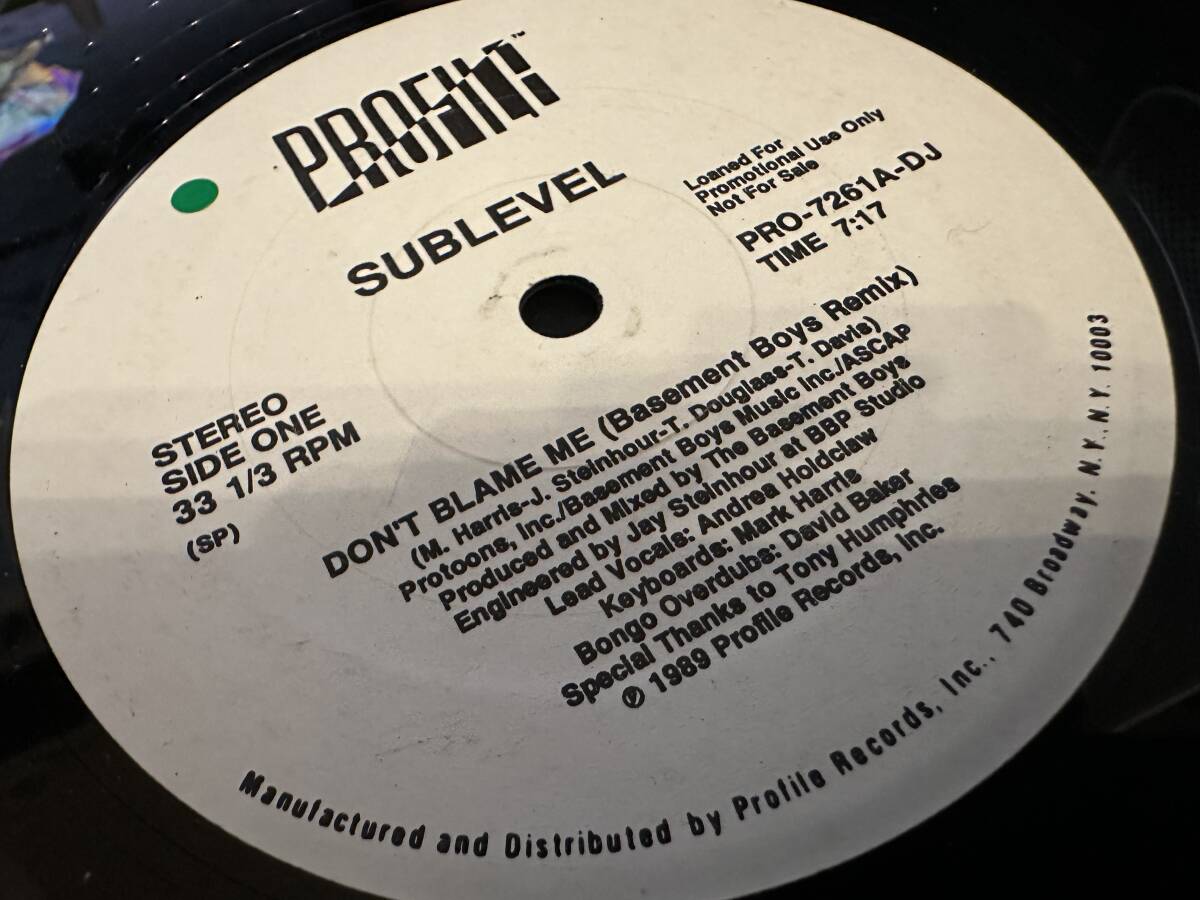 PROFILE™
SUBLEVEL
Loaned For
Promotional Use Only
Not For Sale
PRO-7261A-DJ
TIME 7:17
STEREO
SIDE ONE
33 1/3 RPM
(SP)
DON'T BLAME ME (Basement Boys Remix)
(M. Harris-J. Steinhour-T. Douglass-T. Davis)
Protoons, Inc./Basement Boys Music Inc./ASCAP
Produced and Mixed by The Basement Boys
Engineered by Jay Steinhour at BBP Studio
Lead Vocals: Andrea Holdclaw
Keyboards: Mark Harris
Bongo Overdubs: David Baker
Special Thanks to Tony Humphries
℗ 1989 Profile Records, Inc.
Manufactured and Distributed by Profile Records, Inc., 740 Broadway, N.Y., N.Y. 10003